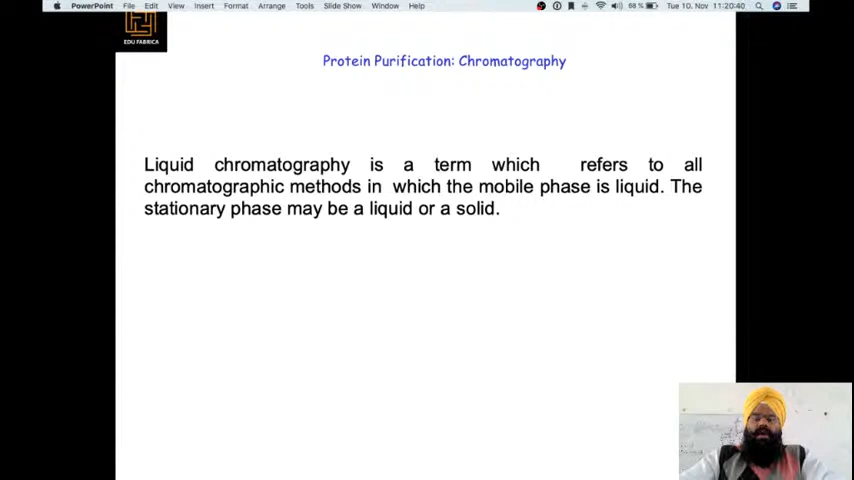 PowerPoint File Edit View Insert Format Arrange Tools Slide Show Window Help 68 % Tue 10. Nov 11:20:40
EDU FABRICA
Protein Purification: Chromatography
Liquid chromatography is a term which refers to all
chromatographic methods in which the mobile phase is liquid. The
stationary phase may be a liquid or a solid.